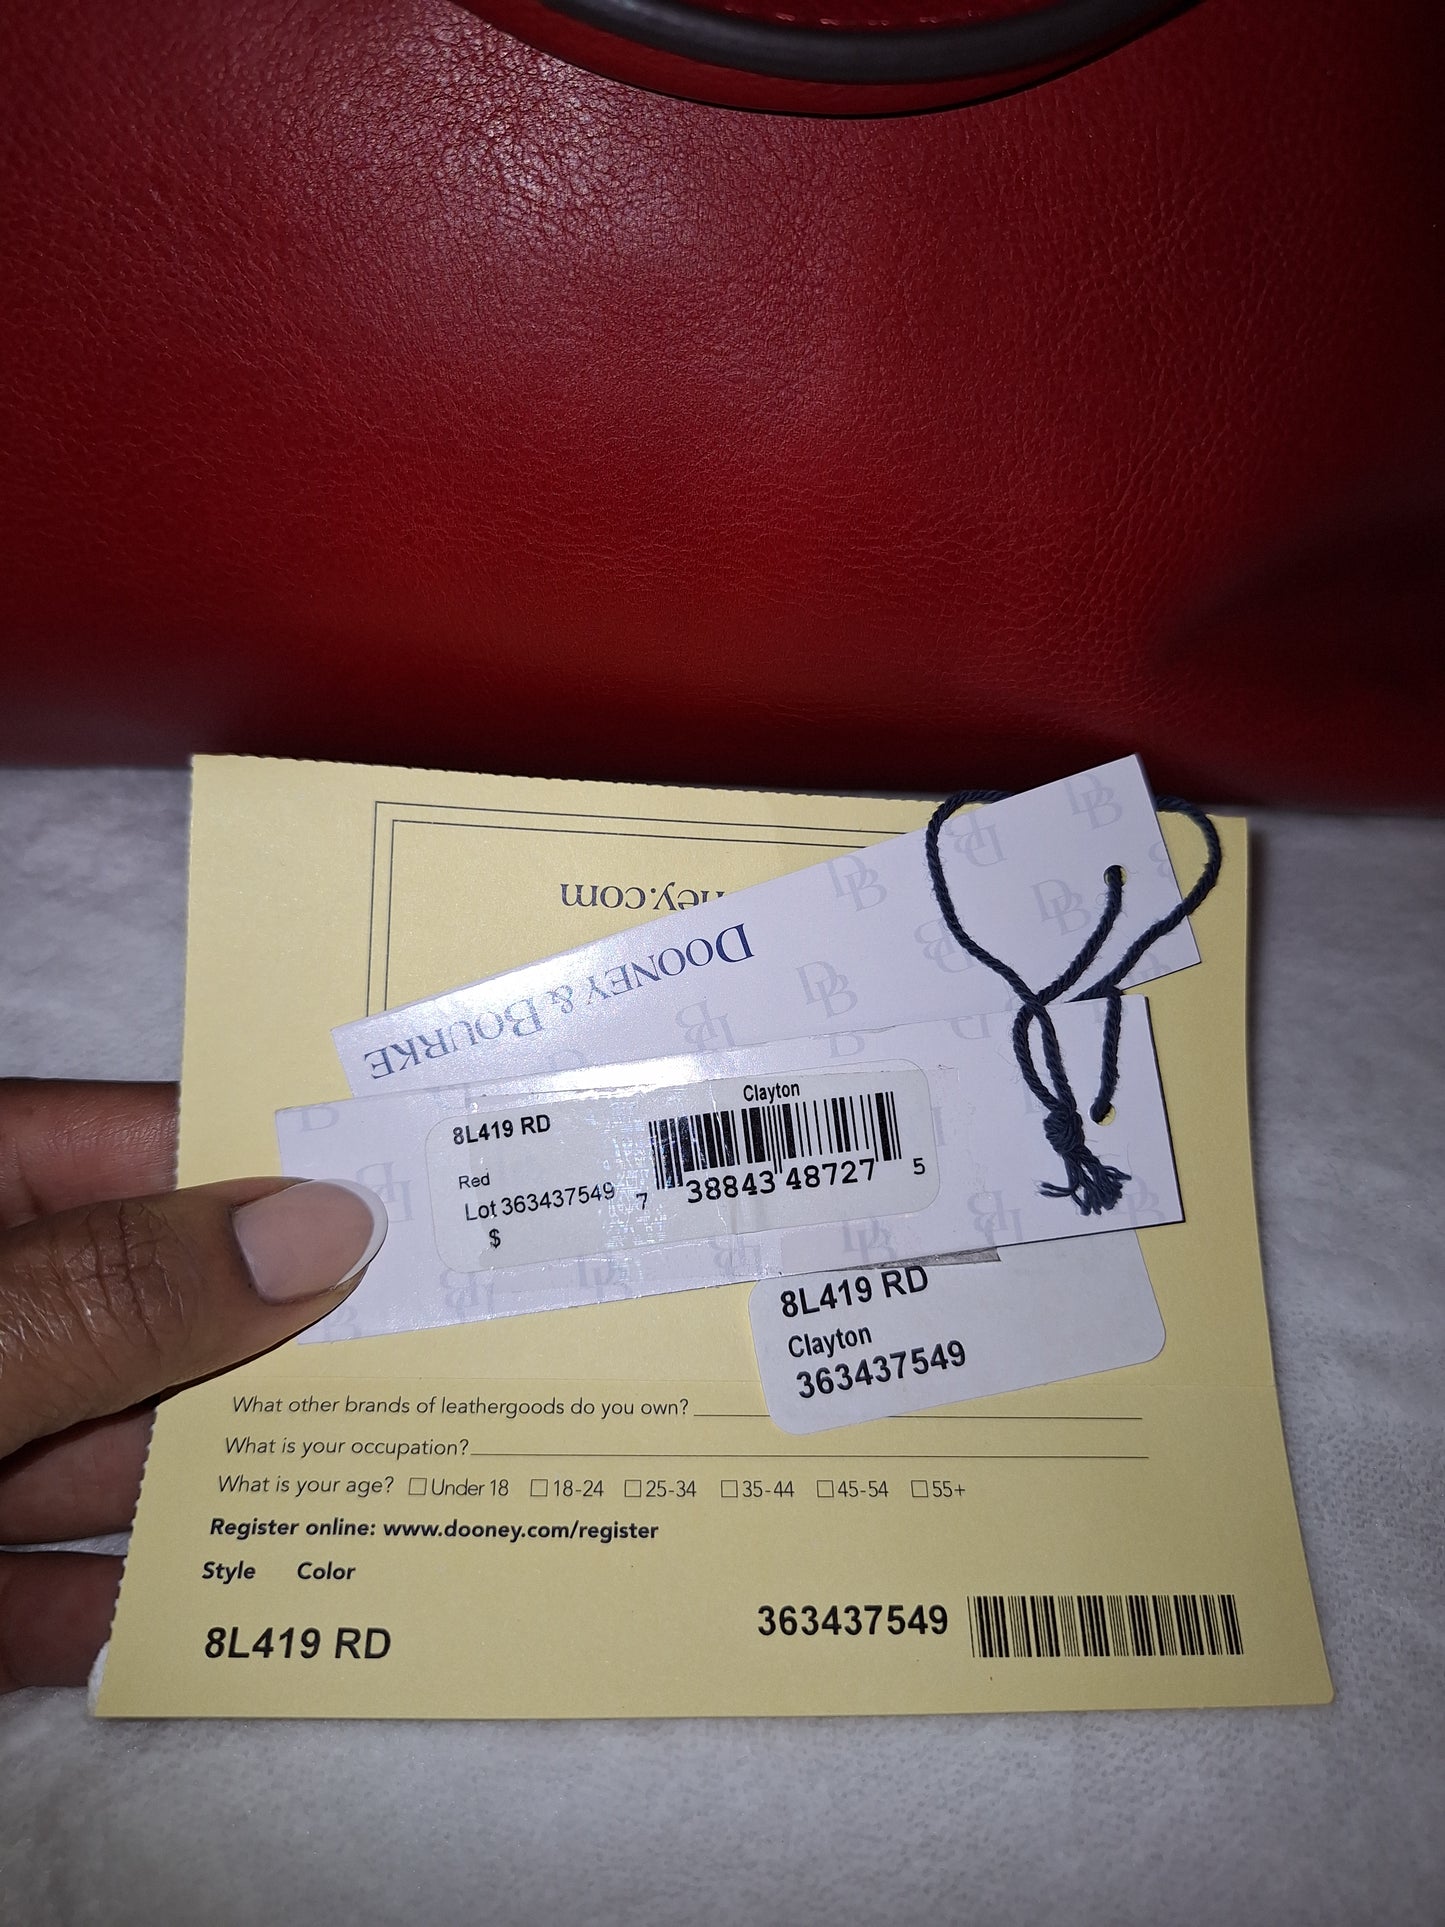 ney.com
DOONEY & BOURKE
Clayton
8L419 RD
Red
Lot 363437549
$
7 38843 48727 5
8L419 RD
Clayton
363437549
What other brands of leathergoods do you own?
What is your occupation?
What is your age? Under 18 18-24 25-34 35-44 45-54 55+
Register online: www.dooney.com/register
Style Color
8L419 RD 363437549